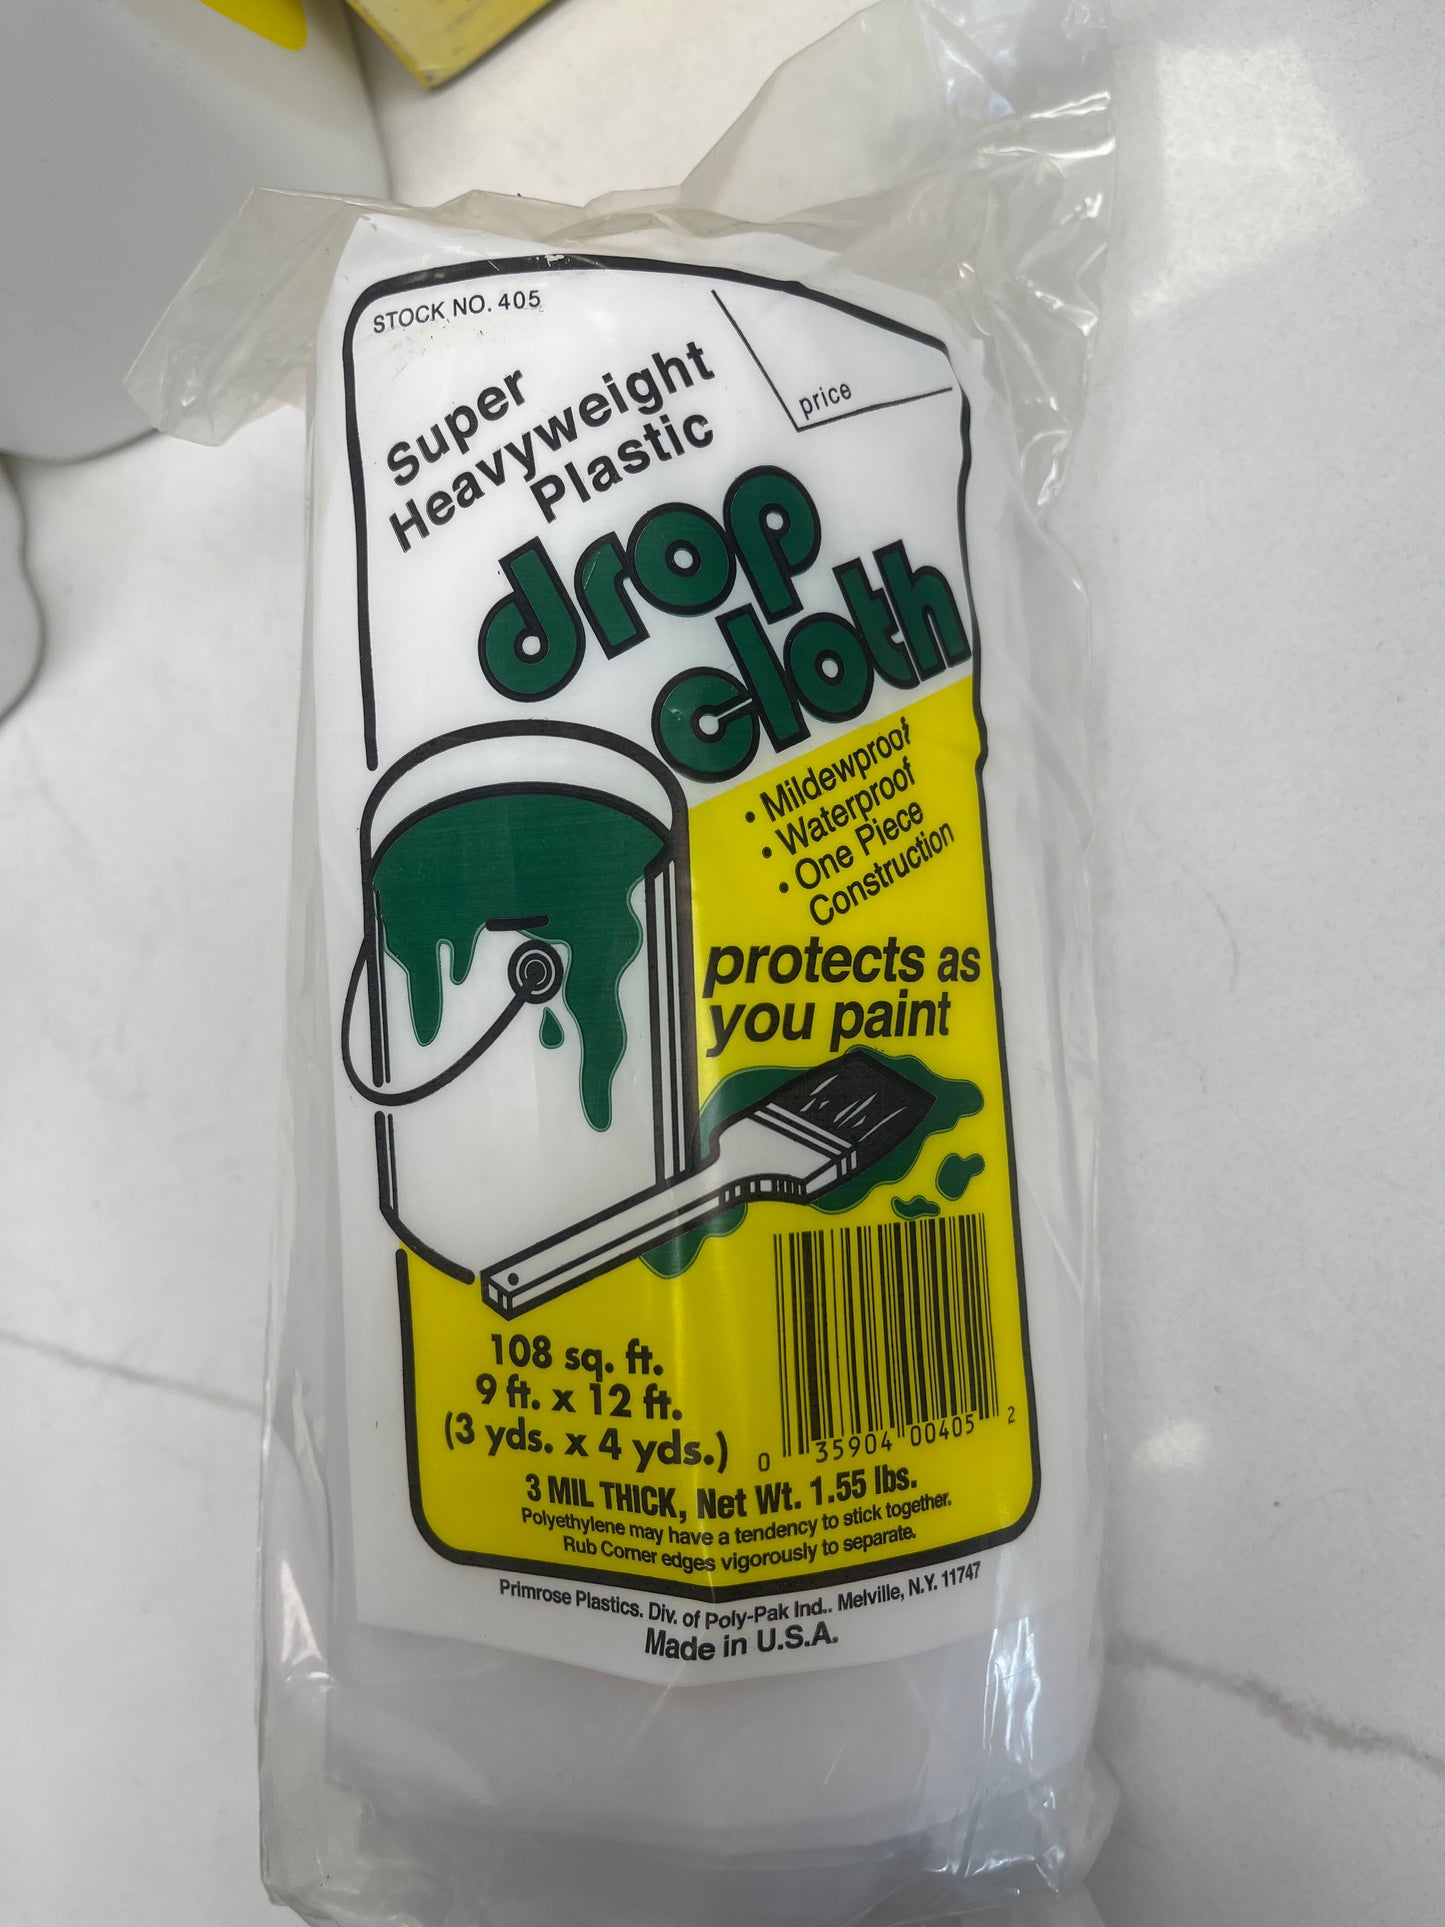 STOCK NO. 405
price
Super
Heavyweight
Plastic
drop
cloth
• Mildewproof
• Waterproof
• One Piece
Construction
protects as
you paint
108 sq. ft.
9 ft. x 12 ft.
(3 yds. x 4 yds.)
0 35904 00405 2
3 MIL THICK, Net Wt. 1.55 lbs.
Polyethylene may have a tendency to stick together.
Rub Corner edges vigorously to separate.
Primrose Plastics. Div. of Poly-Pak Ind.. Melville, N.Y. 11747
Made in U.S.A.